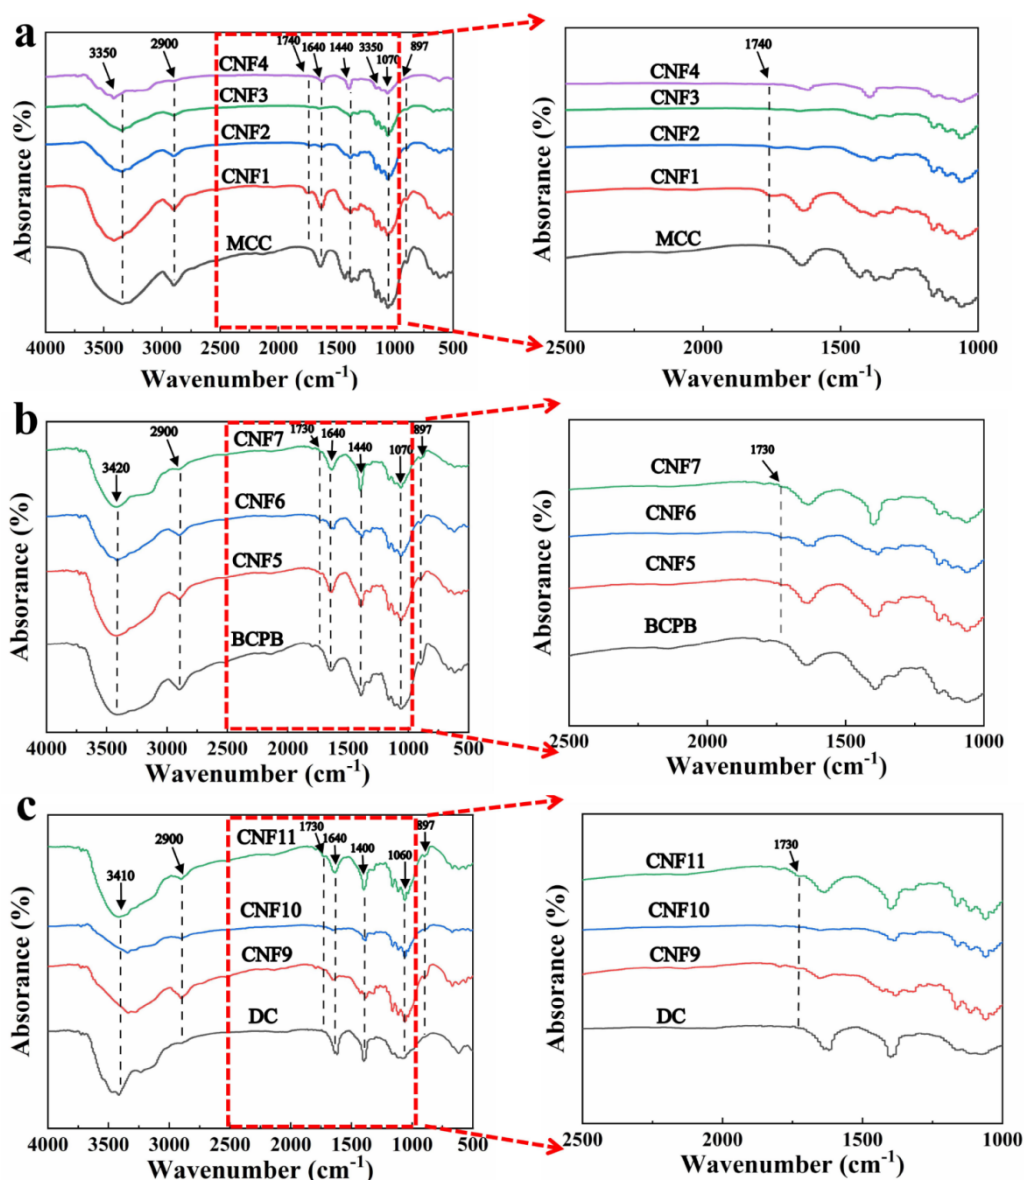 a
3350
2900
1740
1640
1440
3350
1070
897
CNF4
CNF3
CNF2
CNF1
MCC
Absorance (%)
4000 3500 3000 2500 2000 1500 1000 500
Wavenumber (cm-1)
1740
CNF4
CNF3
CNF2
CNF1
MCC
Absorance (%)
2500 2000 1500 1000
Wavenumber (cm-1)
b
3420
2900
1730
1640
1440
1070
897
CNF7
CNF6
CNF5
BCPB
Absorance (%)
4000 3500 3000 2500 2000 1500 1000 500
Wavenumber (cm-1)
1730
CNF7
CNF6
CNF5
BCPB
Absorance (%)
2500 2000 1500 1000
Wavenumber (cm-1)
c
3410
2900
1730
1640
1400
1060
897
CNF11
CNF10
CNF9
DC
Absorance (%)
4000 3500 3000 2500 2000 1500 1000 500
Wavenumber (cm-1)
1730
CNF11
CNF10
CNF9
DC
Absorance (%)
2500 2000 1500 1000
Wavenumber (cm-1)